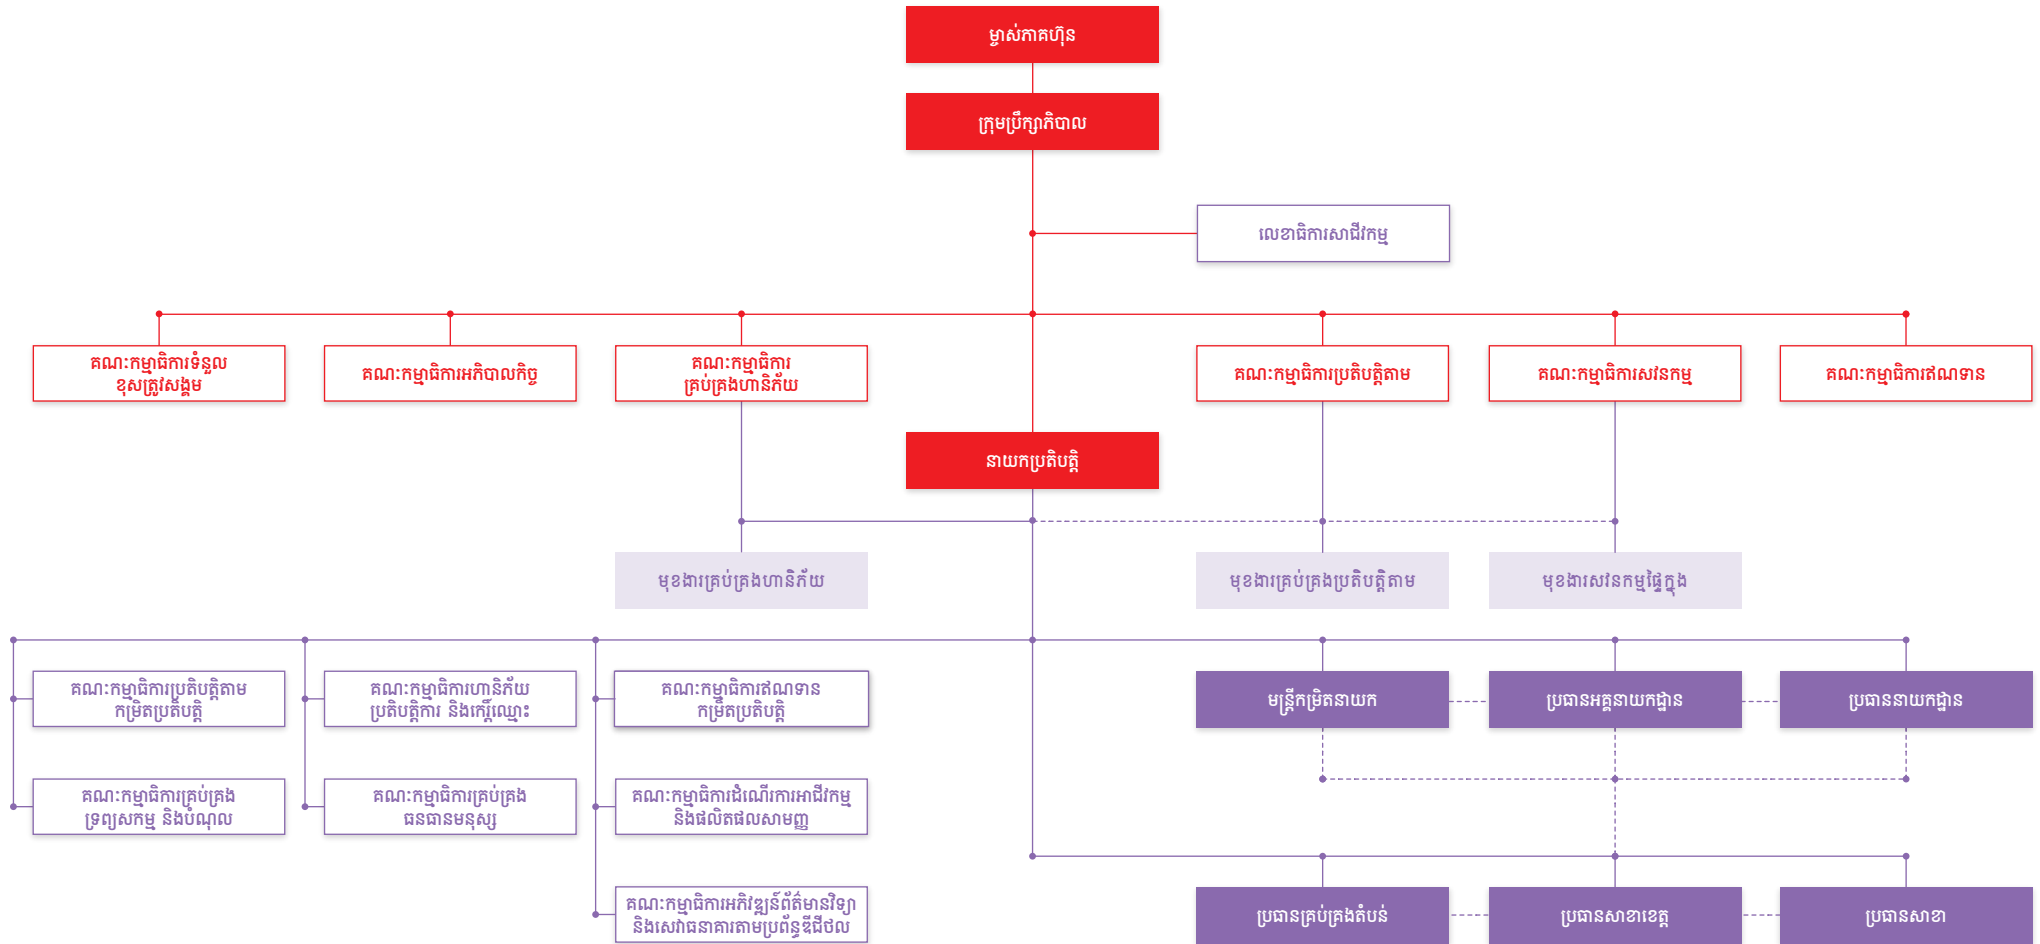 ម្ចាស់ភាគហ៊ុន
ក្រុមប្រឹក្សាភិបាល
លេខាធិការសាជីវកម្ម
គណៈកម្មាធិការទំនួល
ខុសត្រូវសង្គម
គណៈកម្មាធិការអភិបាលកិច្ច
គណៈកម្មាធិការ
គ្រប់គ្រងហានិភ័យ
គណៈកម្មាធិការប្រតិបត្តិតាម
គណៈកម្មាធិការសវនកម្ម
គណៈកម្មាធិការឥណទាន
នាយកប្រតិបត្តិ
មុខងារគ្រប់គ្រងហានិភ័យ
មុខងារគ្រប់គ្រងប្រតិបត្តិតាម
មុខងារសវនកម្មផ្ទៃក្នុង
គណៈកម្មាធិការប្រតិបត្តិតាម
កម្រិតប្រតិបត្តិ
គណៈកម្មាធិការហានិភ័យ
ប្រតិបត្តិការ និងកេរ្តិ៍ឈ្មោះ
គណៈកម្មាធិការឥណទាន
កម្រិតប្រតិបត្តិ
មន្ត្រីកម្រិតនាយក
ប្រធានអគ្គនាយកដ្ឋាន
ប្រធាននាយកដ្ឋាន
គណៈកម្មាធិការគ្រប់គ្រង
ទ្រព្យសកម្ម និងបំណុល
គណៈកម្មាធិការគ្រប់គ្រង
ធនធានមនុស្ស
គណៈកម្មាធិការដំណើរការអាជីវកម្ម
និងផលិតផលសាមញ្ញ
គណៈកម្មាធិការអភិវឌ្ឍន៍ព័ត៌មានវិទ្យា
និងសេវាធនាគារតាមប្រព័ន្ធឌីជីថល
ប្រធានគ្រប់គ្រងតំបន់
ប្រធានសាខាខេត្ត
ប្រធានសាខា